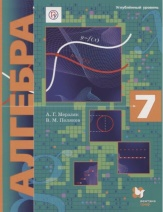 Углублённый уровень
АЛГЕБРА
y=f(x)
А. Г. Мерзляк
В. М. Поляков
7